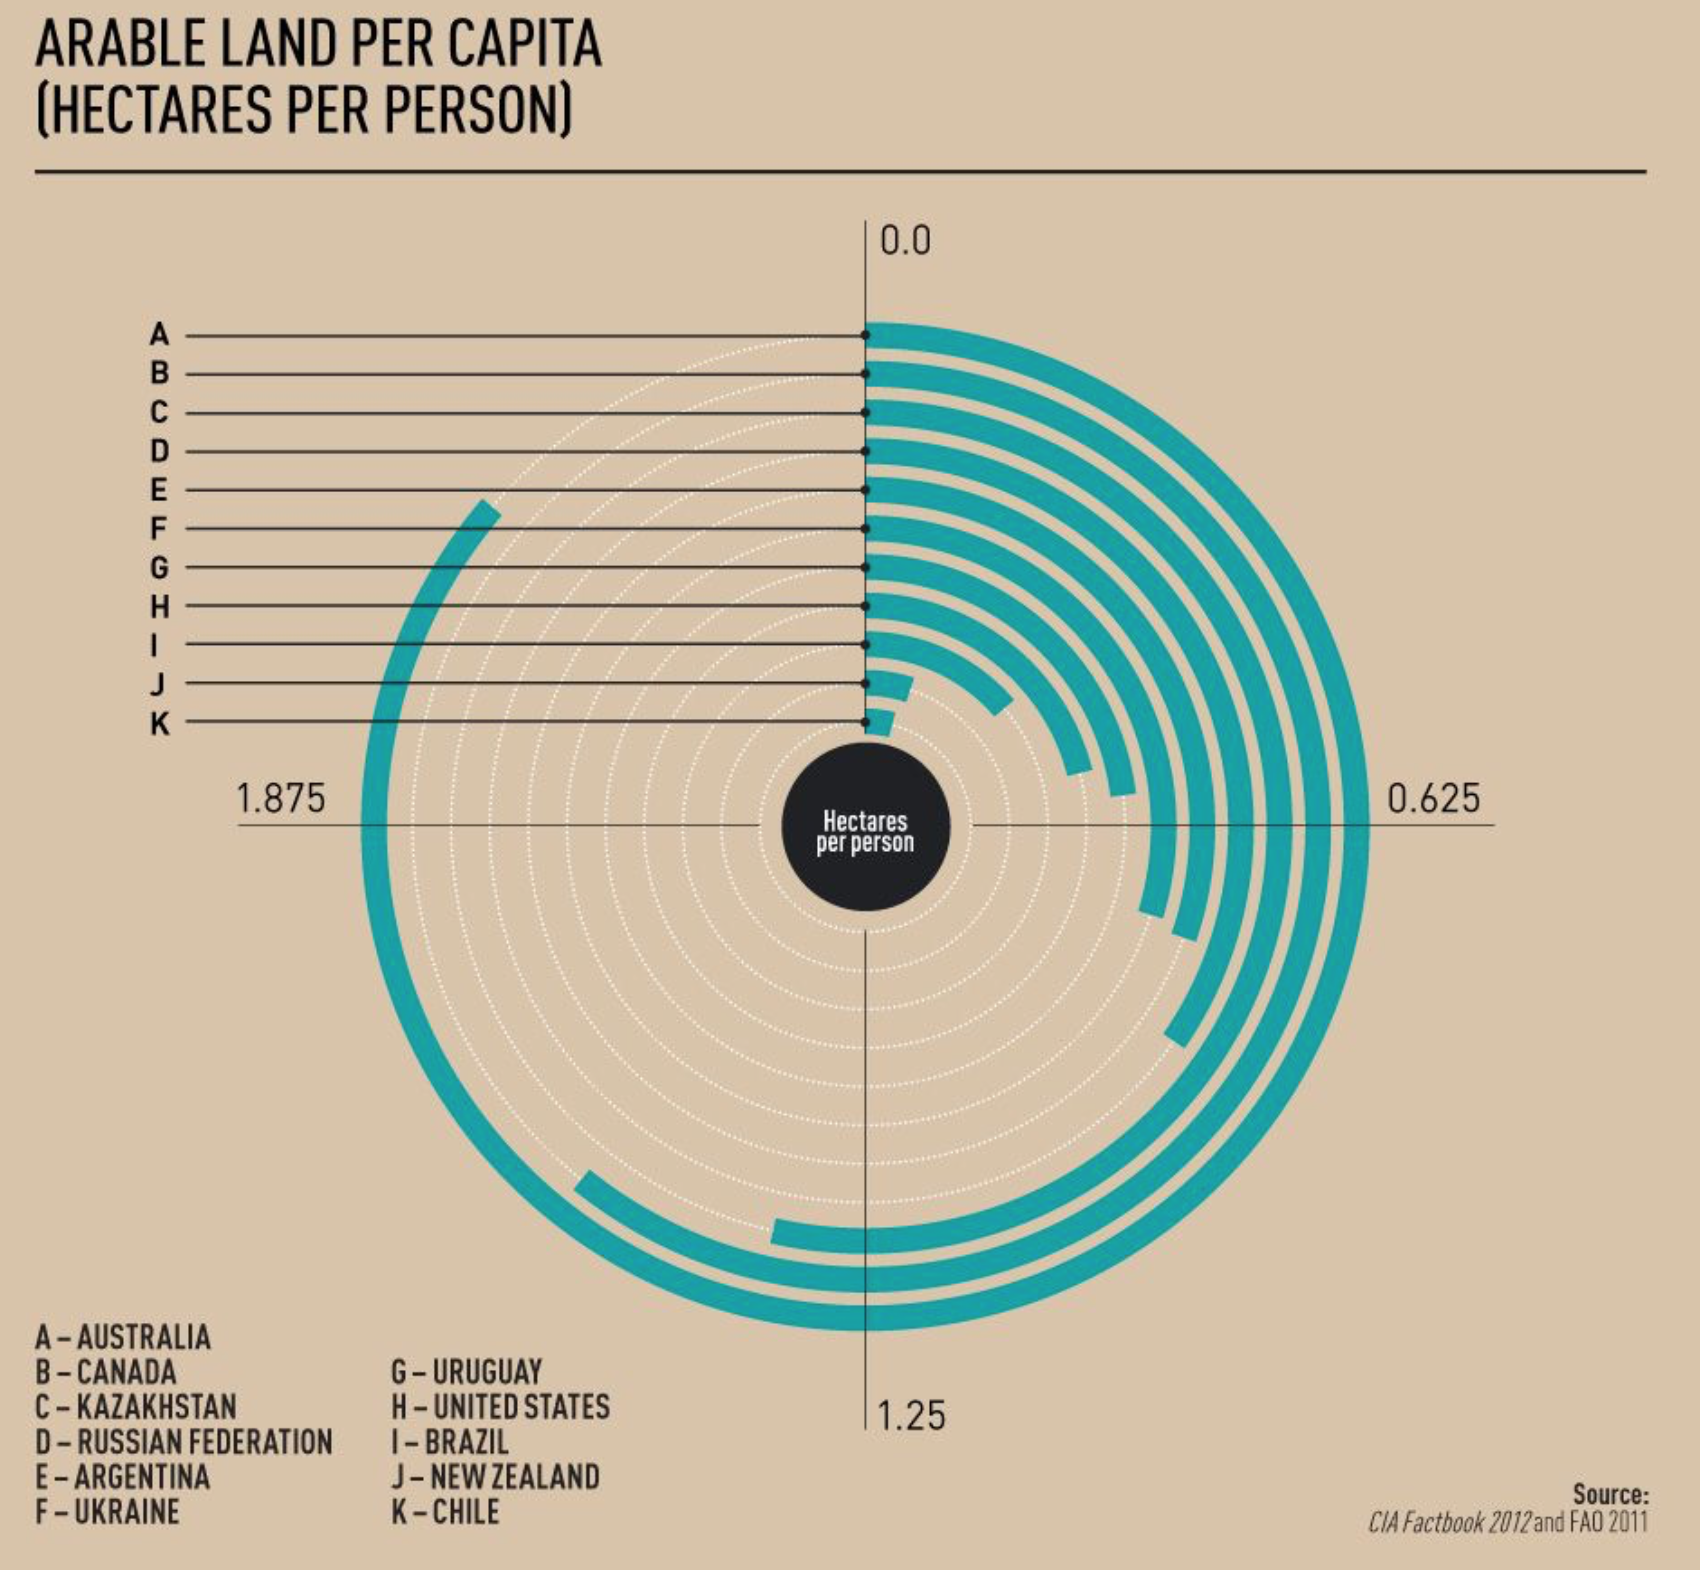 ARABLE LAND PER CAPITA
(HECTARES PER PERSON)
0.0
A
B
C
D
E
F
G
H
I
J
K
1.875
0.625
Hectares
per person
1.25
A – AUSTRALIA
B – CANADA
C – KAZAKHSTAN
D – RUSSIAN FEDERATION
E – ARGENTINA
F – UKRAINE
G – URUGUAY
H – UNITED STATES
I – BRAZIL
J – NEW ZEALAND
K – CHILE
Source:
CIA Factbook 2012 and FAO 2011